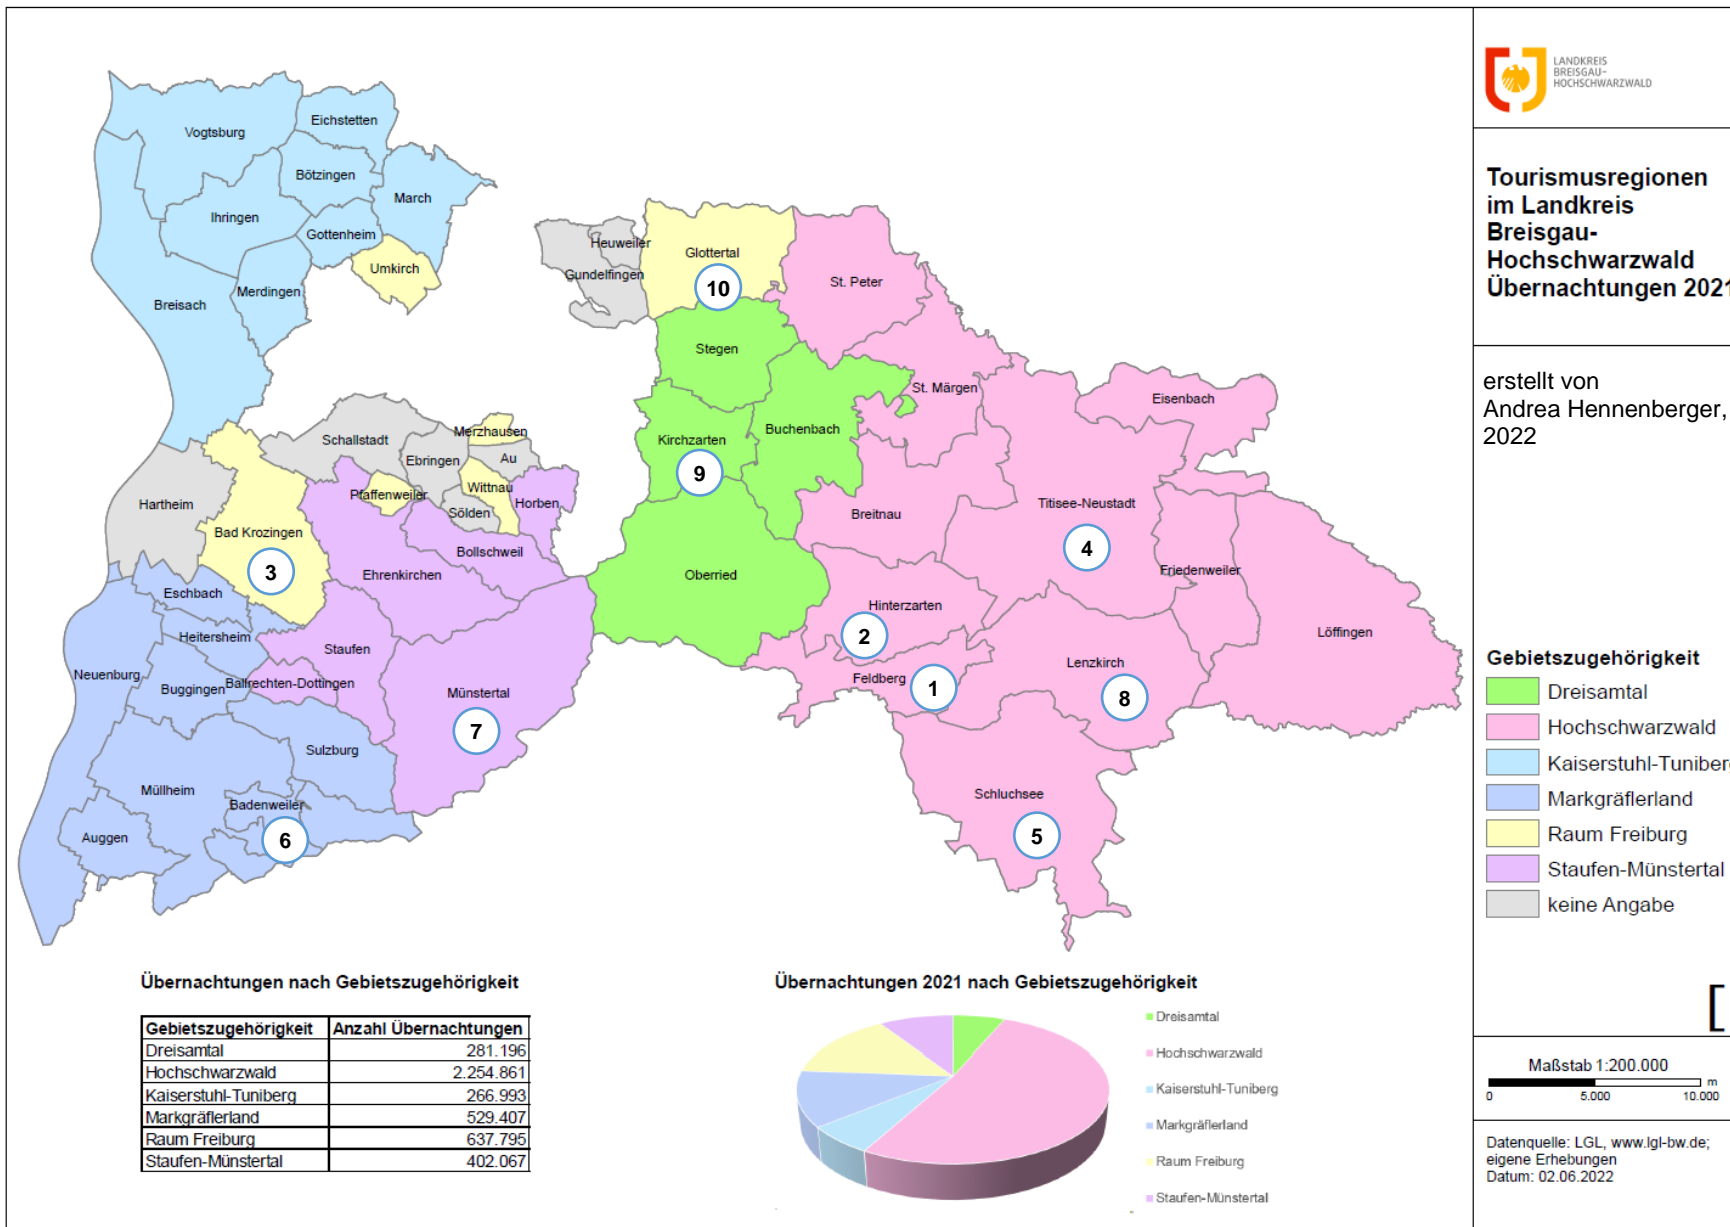 LANDKREIS
BREISGAU-
HOCHSCHWARZWALD
Tourismusregionen
im Landkreis
Breisgau-
Hochschwarzwald
Übernachtungen 2021
erstellt von
Andrea Hennenberger,
2022
Vogtsburg
Eichstetten
Bötzingen
March
Ihringen
Gottenheim
Umkirch
Merdingen
Breisach
Heuweiler
Gundelfingen
Glottertal
10
St. Peter
Stegen
St. Märgen
Eisenbach
Buchenbach
Kirchzarten
9
Schallstadt
Merzhausen
Ebringen
Au
Wittnau
Pfaffenweiler
Horben
Sölden
Hartheim
Bad Krozingen
3
Bollschweil
Ehrenkirchen
Oberried
Breitnau
Titisee-Neustadt
4
Friedenweiler
Löffingen
Hinterzarten
2
Eschbach
Heitersheim
Staufen
Neuenburg
Buggingen
Ballrechten-Dottingen
Münstertal
7
Feldberg
1
Lenzkirch
8
Sulzburg
Müllheim
Badenweiler
6
Auggen
Schluchsee
5
Gebietszugehörigkeit
Dreisamtal
Hochschwarzwald
Kaiserstuhl-Tuniberg
Markgräflerland
Raum Freiburg
Staufen-Münstertal
keine Angabe
[
Maßstab 1:200.000
m
0 5.000 10.000
Datenquelle: LGL, www.lgl-bw.de;
eigene Erhebungen
Datum: 02.06.2022
Übernachtungen nach Gebietszugehörigkeit
Gebietszugehörigkeit Anzahl Übernachtungen
Dreisamtal 281.196
Hochschwarzwald 2.254.861
Kaiserstuhl-Tuniberg 266.993
Markgräflerland 529.407
Raum Freiburg 637.795
Staufen-Münstertal 402.067
Übernachtungen 2021 nach Gebietszugehörigkeit
Dreisamtal
Hochschwarzwald
Kaiserstuhl-Tuniberg
Markgräflerland
Raum Freiburg
Staufen-Münstertal